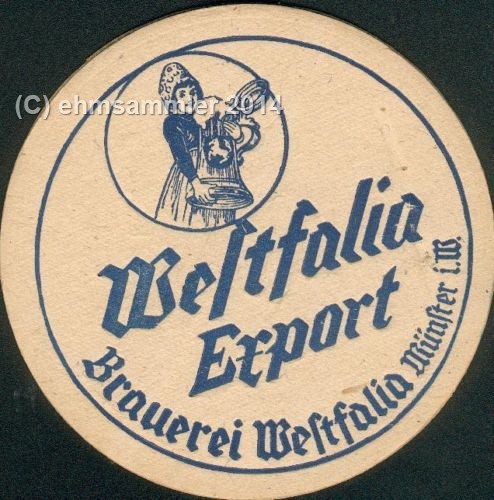 (C) ehmsammler 2014
Weſtfalia
Export
Brauerei Weſtfalia Münſter i.W.